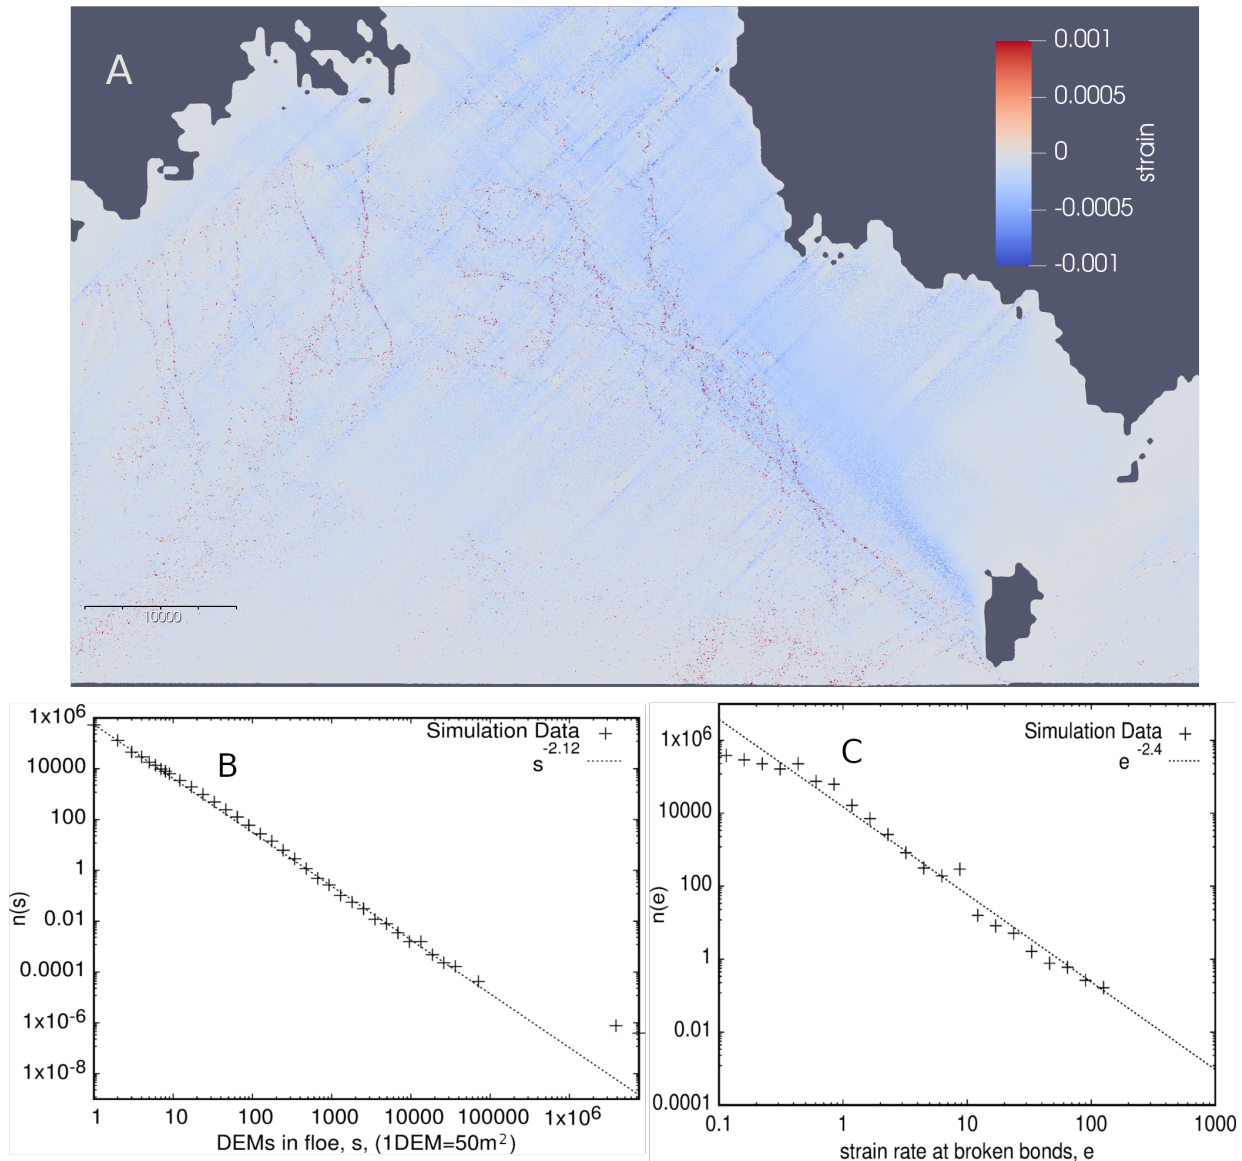 A
0.001
0.0005
0
-0.0005
-0.001
strain
10000
1x10^6
10000
100
1
0.01
0.0001
1x10^-6
1x10^-8
n(s)
B
Simulation Data
s^-2.12
1 10 100 1000 10000 100000 1x10^6
DEMs in floe, s, (1DEM=50m²)
1x10^6
10000
100
1
0.01
0.0001
n(e)
C
Simulation Data
e^-2.4
0.1 1 10 100 1000
strain rate at broken bonds, e